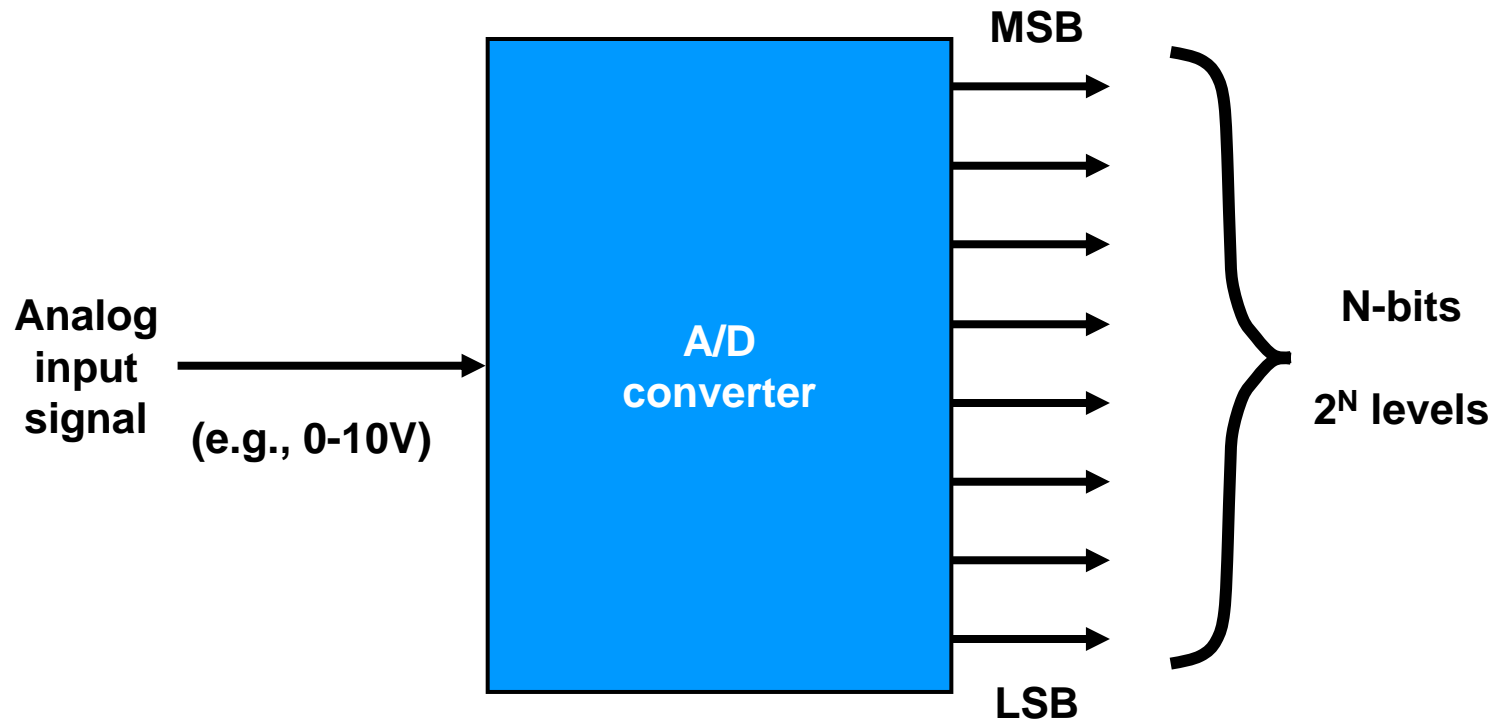 MSB
Analog
input
signal
(e.g., 0-10V)
A/D
converter
N-bits
2ᴺ levels
LSB